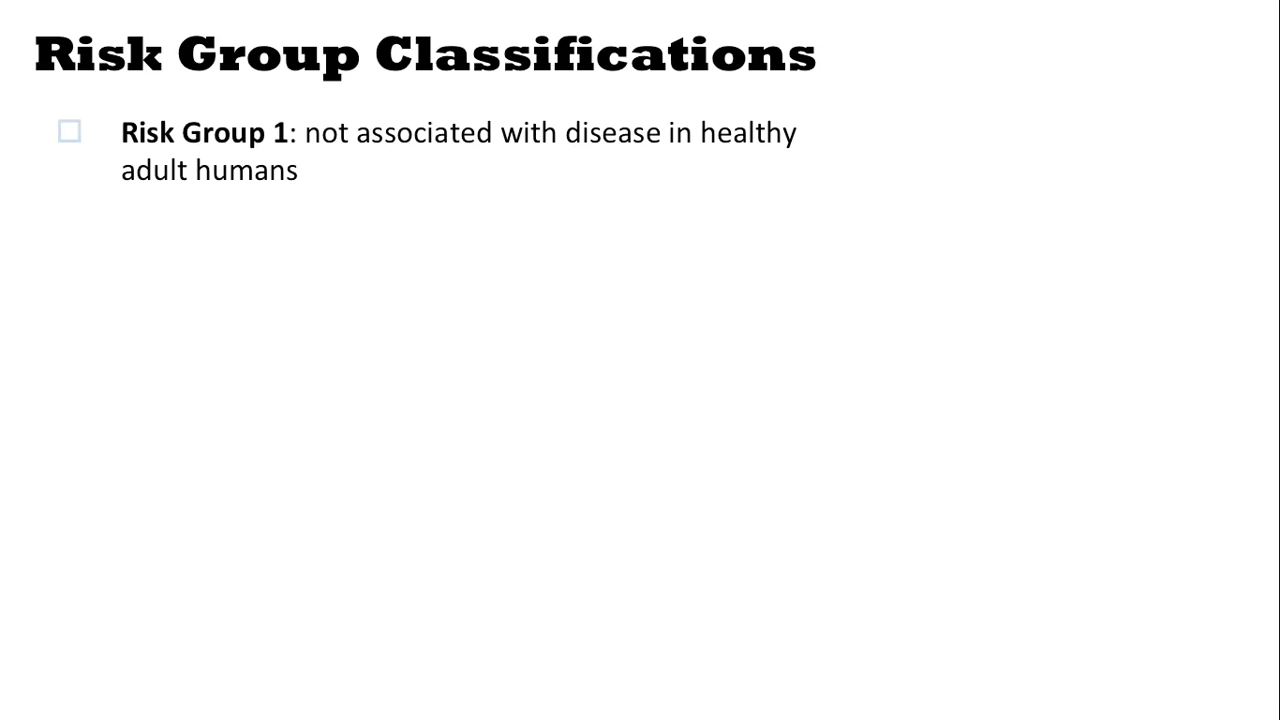 Risk Group Classifications
Risk Group 1: not associated with disease in healthy
adult humans